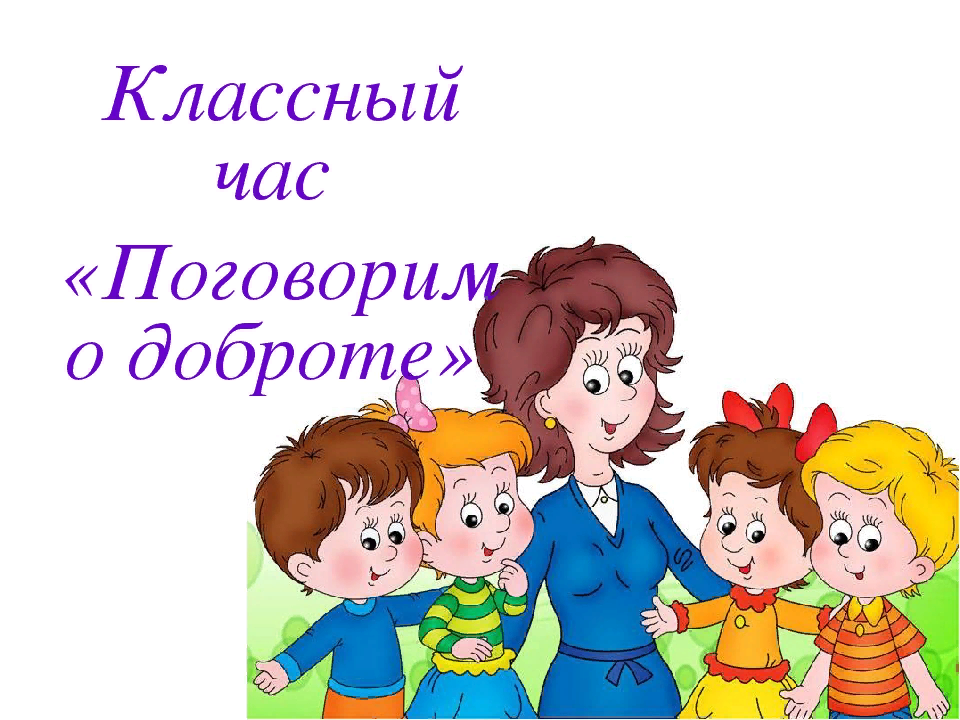 Классный
час
«Поговорим
о доброте»